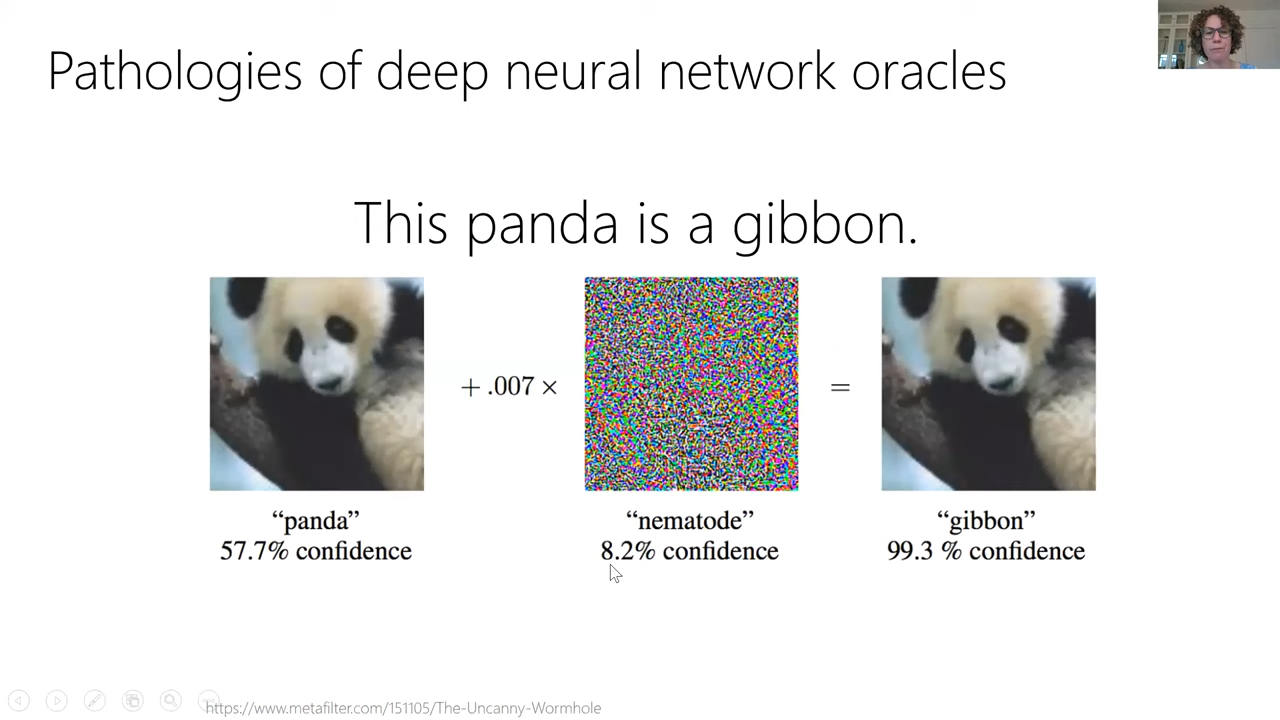 Pathologies of deep neural network oracles
This panda is a gibbon.
+ .007 ×
=
“panda”
57.7% confidence
“nematode”
8.2% confidence
“gibbon”
99.3 % confidence
https://www.metafilter.com/151105/The-Uncanny-Wormhole